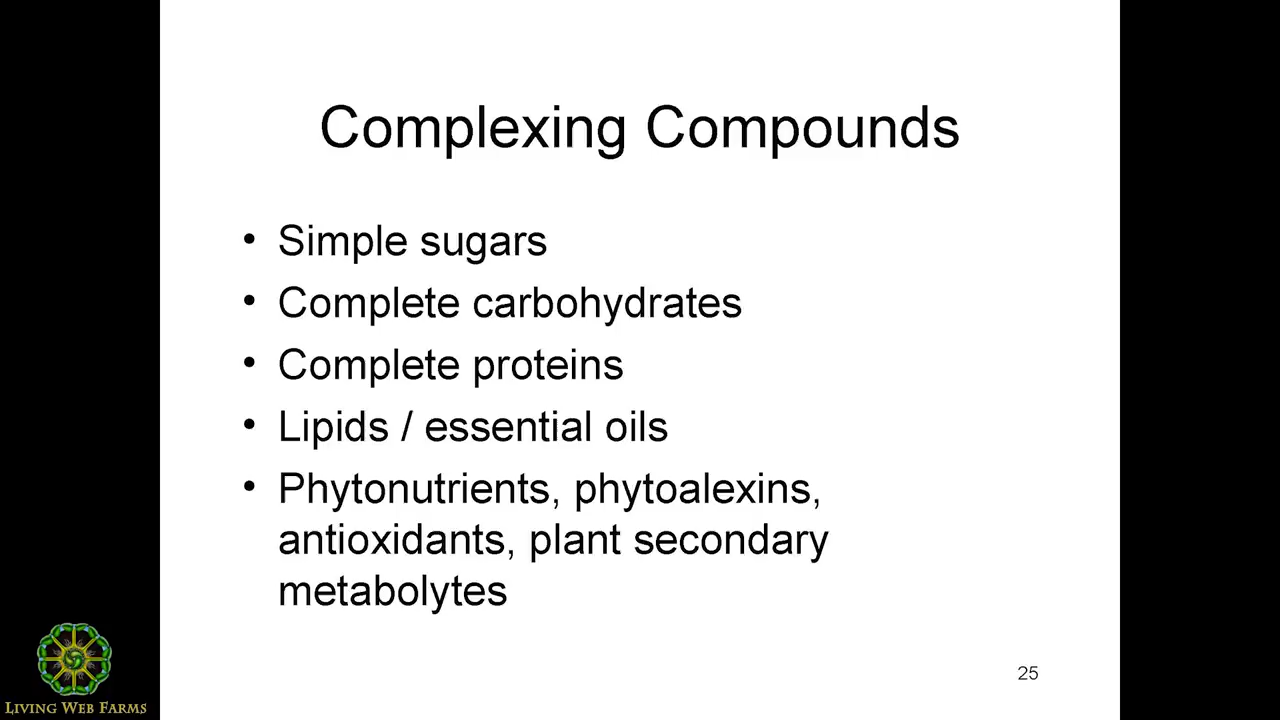 Complexing Compounds
• Simple sugars
• Complete carbohydrates
• Complete proteins
• Lipids / essential oils
• Phytonutrients, phytoalexins,
antioxidants, plant secondary
metabolytes
25
LIVING WEB FARMS